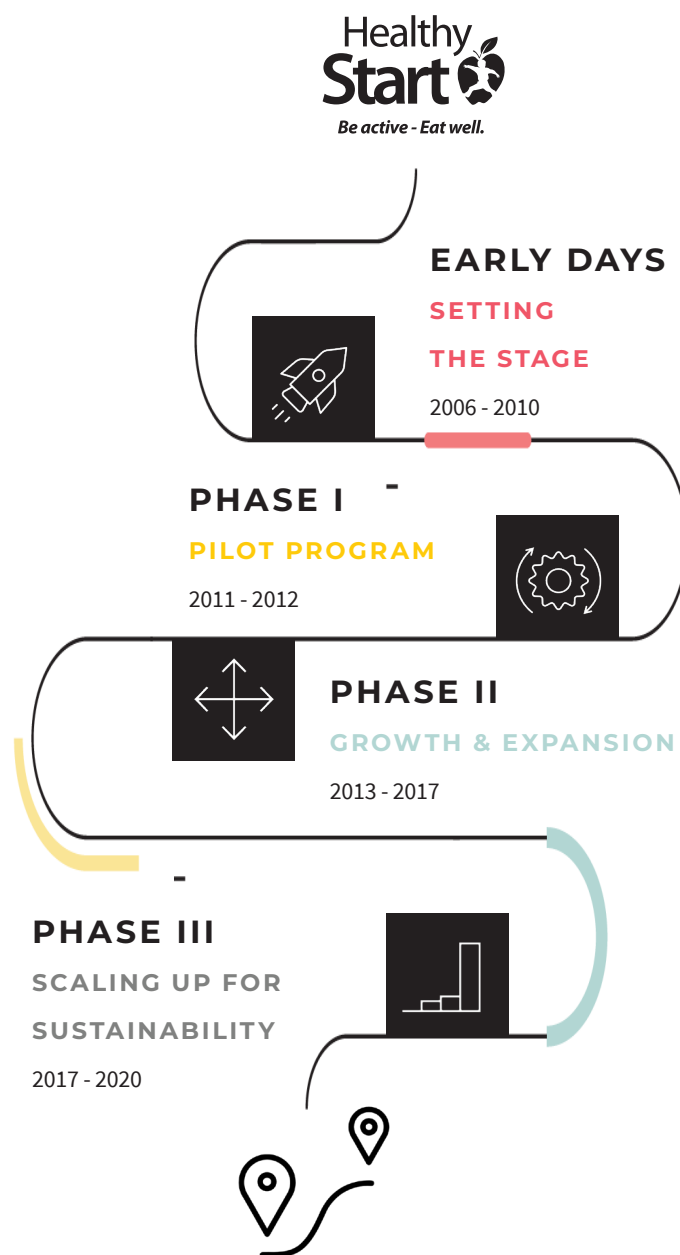 Healthy
Start
Be active - Eat well.
EARLY DAYS
SETTING
THE STAGE
2006 - 2010
PHASE I
PILOT PROGRAM
2011 - 2012
PHASE II
GROWTH & EXPANSION
2013 - 2017
PHASE III
SCALING UP FOR
SUSTAINABILITY
2017 - 2020